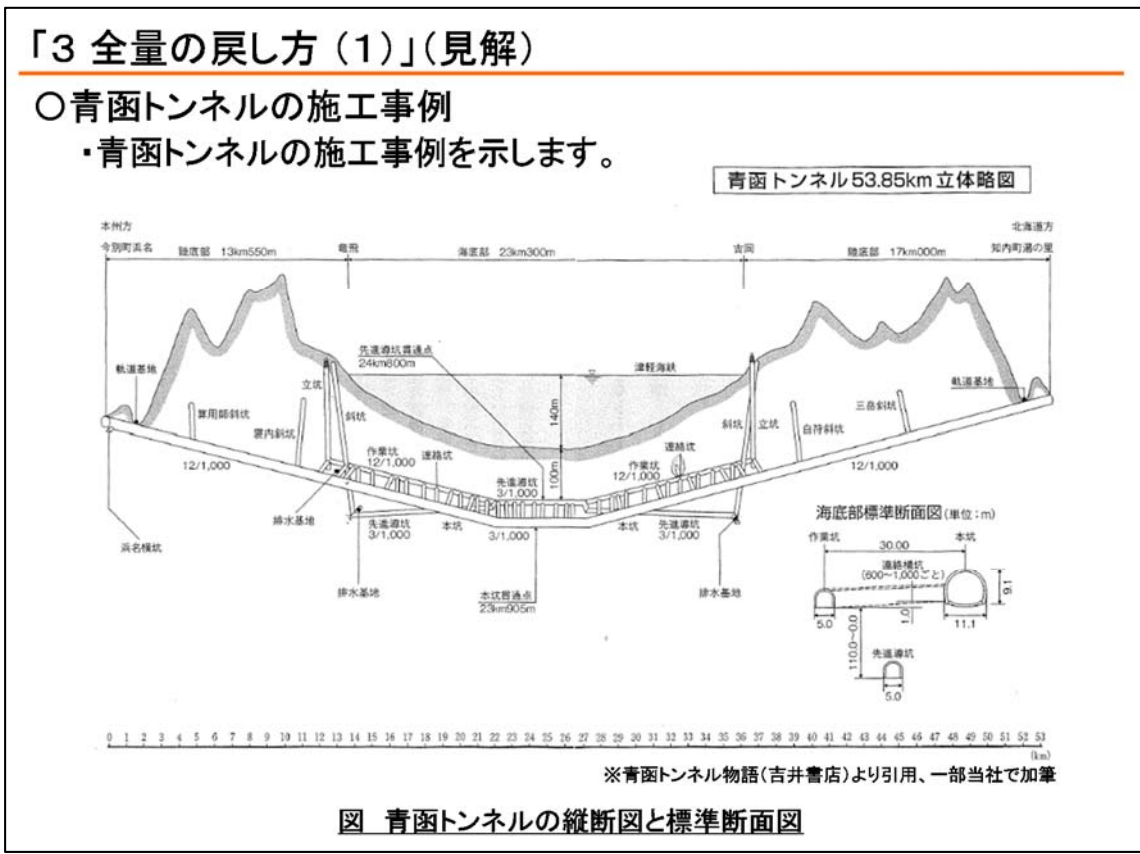 「３ 全量の戻し方（１）」（見解）
〇青函トンネルの施工事例
・青函トンネルの施工事例を示します。
青函トンネル53.85km立体略図
本州方
北海道方
今別町浜名
陸底部 13km550m
竜飛
海底部 23km300m
吉岡
陸底部 17km000m
知内町湯の里
先進導坑貫通点
24km800m
津軽海峡
軌道基地
立坑
斜坑
140m
斜坑
立坑
軌道基地
算用師斜坑
袰内斜坑
三岳斜坑
白符斜坑
12/1,000
作業坑
12/1,000
連絡坑
先進導坑
3/1,000
100m
作業坑
12/1,000
連絡坑
12/1,000
浜名横坑
排水基地
先進導坑
3/1,000
本坑
3/1,000
本坑
先進導坑
3/1,000
排水基地
本坑貫通点
23km905m
排水基地
海底部標準断面図(単位:m)
作業坑
30.00
本坑
連絡横坑
(600〜1,000ごと)
9.1
5.0
1.0
11.1
110.0〜0.0
先進導坑
5.0
0 1 2 3 4 5 6 7 8 9 10 11 12 13 14 15 16 17 18 19 20 21 22 23 24 25 26 27 28 29 30 31 32 33 34 35 36 37 38 39 40 41 42 43 44 45 46 47 48 49 50 51 52 53
(km)
※青函トンネル物語（吉井書店）より引用、一部当社で加筆
図 青函トンネルの縦断図と標準断面図